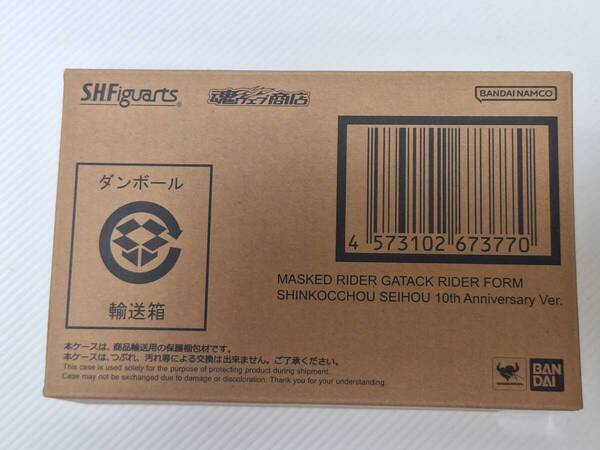 S.H.Figuarts®
魂ウェブ商店
BANDAI NAMCO
ダンボール
輸送箱
4 573102 673770
MASKED RIDER GATACK RIDER FORM
SHINKOCCHOU SEIHOU 10th Anniversary Ver.
本ケースは、商品輸送用の保護梱包材です。
本ケースは、つぶれ、汚れ等による交換は出来ません。ご了承ください。
This case is used solely for the purpose of protecting product during shipment.
Case may not be exchanged due to damage or discoloration. Thank you for your understanding.
BAN
DAI